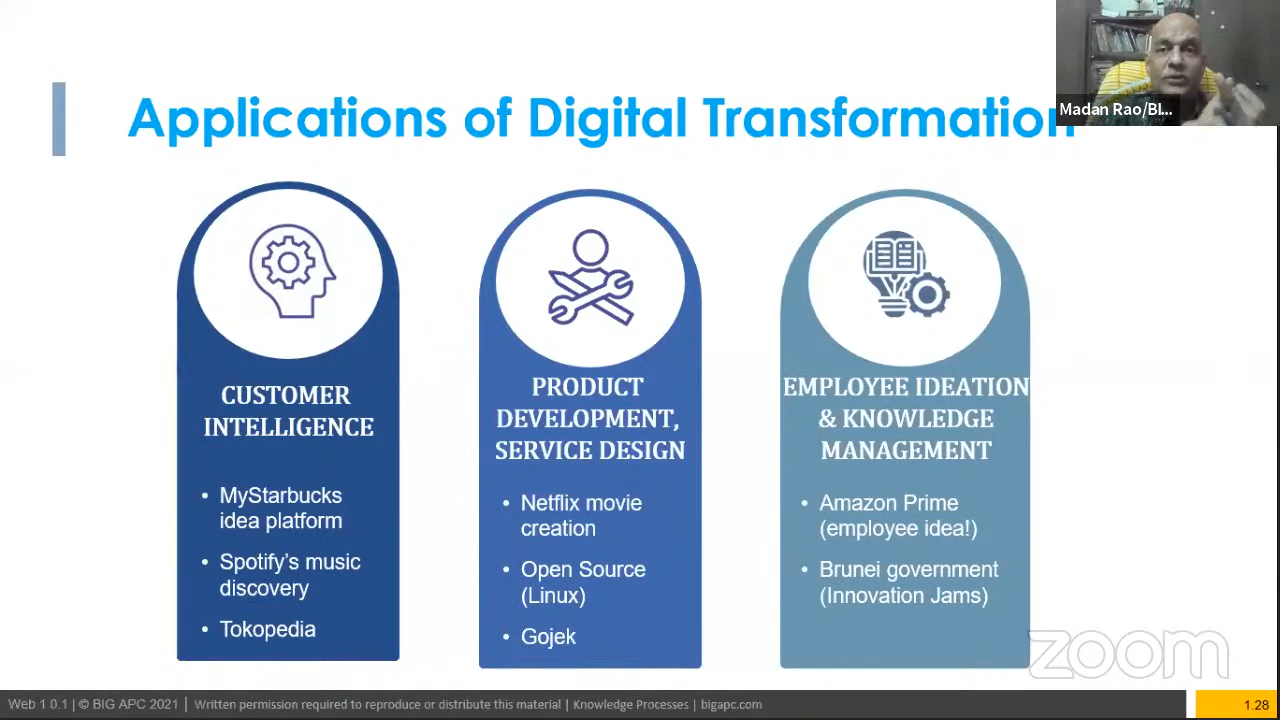 Applications of Digital Transformation
Madan Rao/BI...
CUSTOMER
INTELLIGENCE
• MyStarbucks
idea platform
• Spotify's music
discovery
• Tokopedia
PRODUCT
DEVELOPMENT,
SERVICE DESIGN
• Netflix movie
creation
• Open Source
(Linux)
• Gojek
EMPLOYEE IDEATION
& KNOWLEDGE
MANAGEMENT
• Amazon Prime
(employee idea!)
• Brunei government
(Innovation Jams)
zoom
Web 1 0.1 | © BIG APC 2021 | Written permission required to reproduce or distribute this material | Knowledge Processes | bigapc.com
1.28